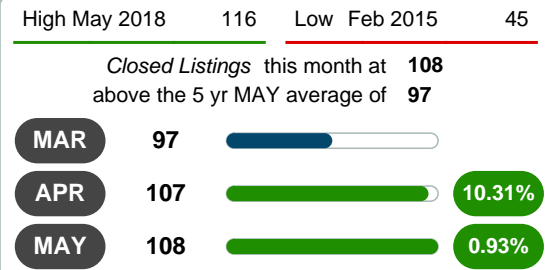 High May 2018 116 Low Feb 2015 45
Closed Listings this month at 108
above the 5 yr MAY average of 97
MAR 97
APR 107 10.31%
MAY 108 0.93%